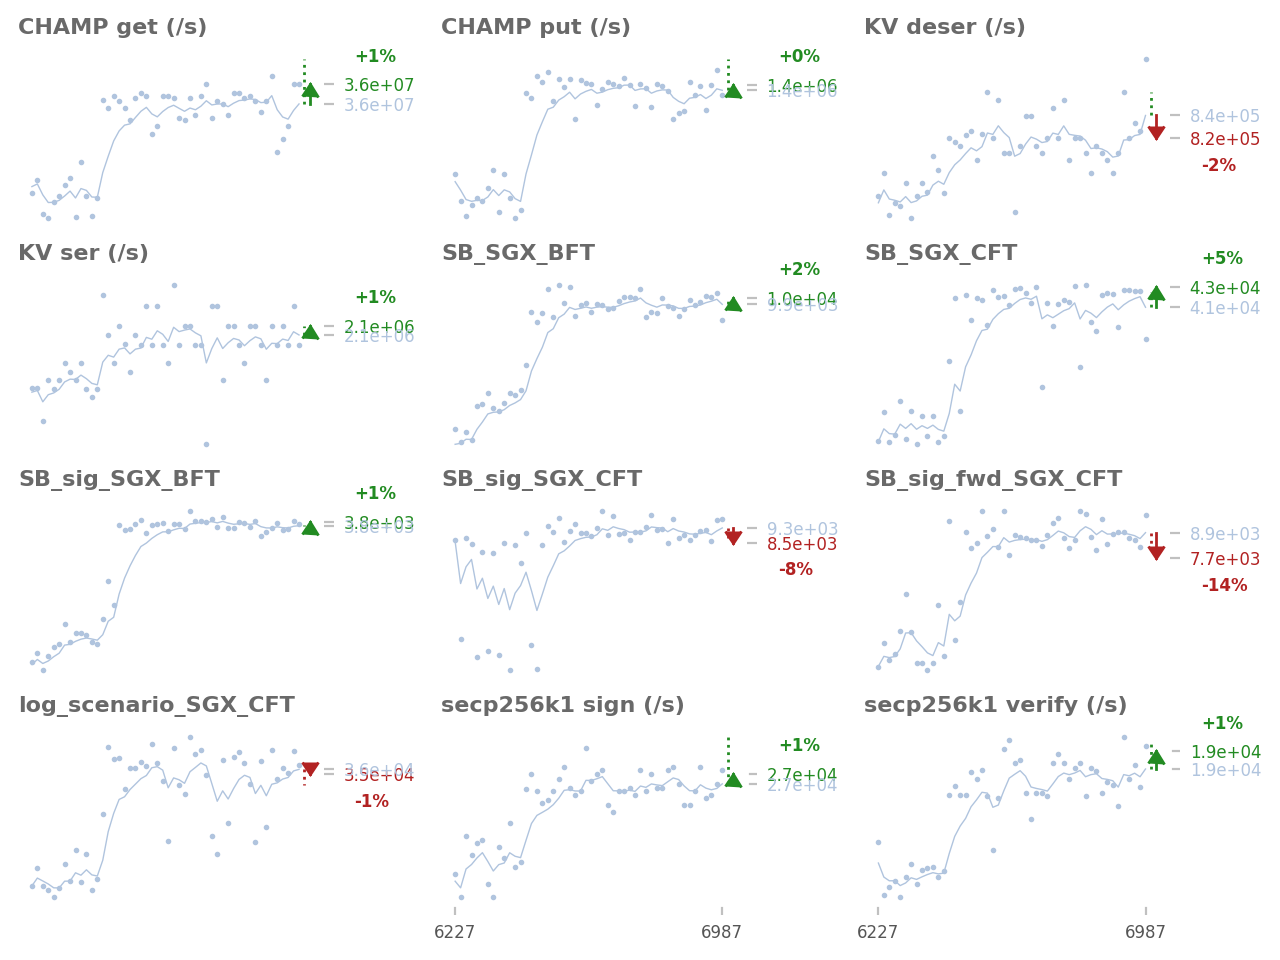 CHAMP get (/s)
+1%
3.6e+07
3.6e+07
CHAMP put (/s)
+0%
1.4e+06
1.4e+06
KV deser (/s)
8.4e+05
8.2e+05
-2%
KV ser (/s)
+1%
2.1e+06
2.1e+06
SB_SGX_BFT
+2%
1.0e+04
9.9e+03
SB_SGX_CFT
+5%
4.3e+04
4.1e+04
SB_sig_SGX_BFT
+1%
3.8e+03
3.8e+03
SB_sig_SGX_CFT
9.3e+03
8.5e+03
-8%
SB_sig_fwd_SGX_CFT
8.9e+03
7.7e+03
-14%
log_scenario_SGX_CFT
3.6e+04
3.5e+04
-1%
secp256k1 sign (/s)
+1%
2.7e+04
2.7e+04
6227
6987
secp256k1 verify (/s)
+1%
1.9e+04
1.9e+04
6227
6987